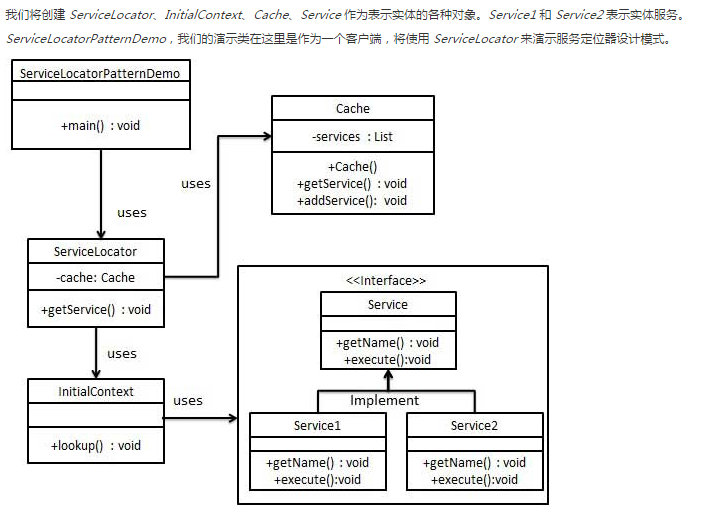 我们将创建 ServiceLocator、InitialContext、Cache、Service 作为表示实体的各种对象。Service1 和 Service2 表示实体服务。
ServiceLocatorPatternDemo，我们的演示类在这里是作为一个客户端，将使用 ServiceLocator 来演示服务定位器设计模式。
ServiceLocatorPatternDemo
+main() : void
uses
Cache
-services : List
+Cache()
+getService() : void
+addService(): void
uses
ServiceLocator
-cache: Cache
+getService() : void
uses
InitialContext
+lookup() : void
uses
<<Interface>>
Service
+getName() : void
+execute():void
Implement
Service1
+getName() : void
+execute():void
Service2
+getName() : void
+execute():void